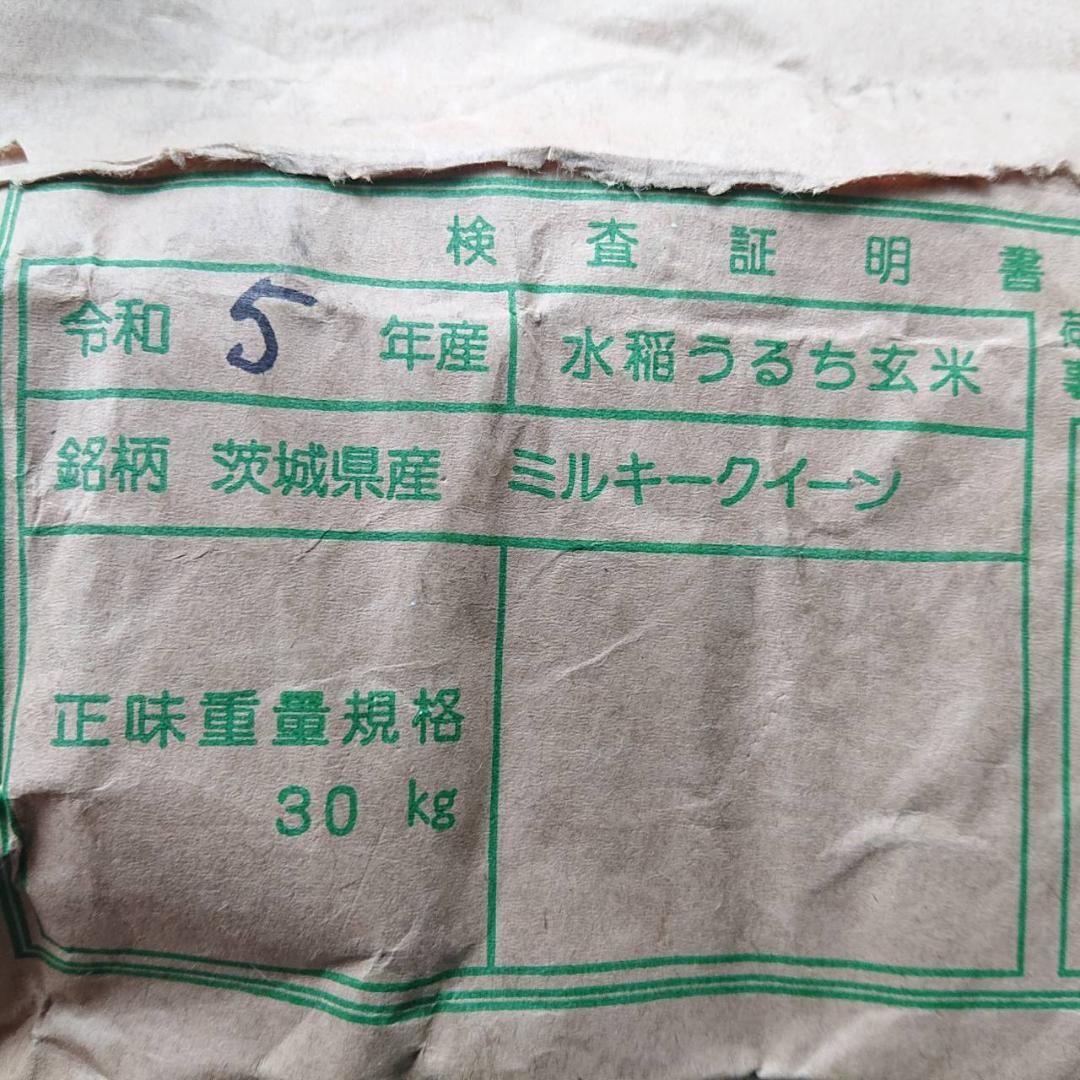 検査証明書
令和 5 年産 水稲うるち玄米
銘柄 茨城県産 ミルキークイーン
正味重量規格
30 kg
荷
事